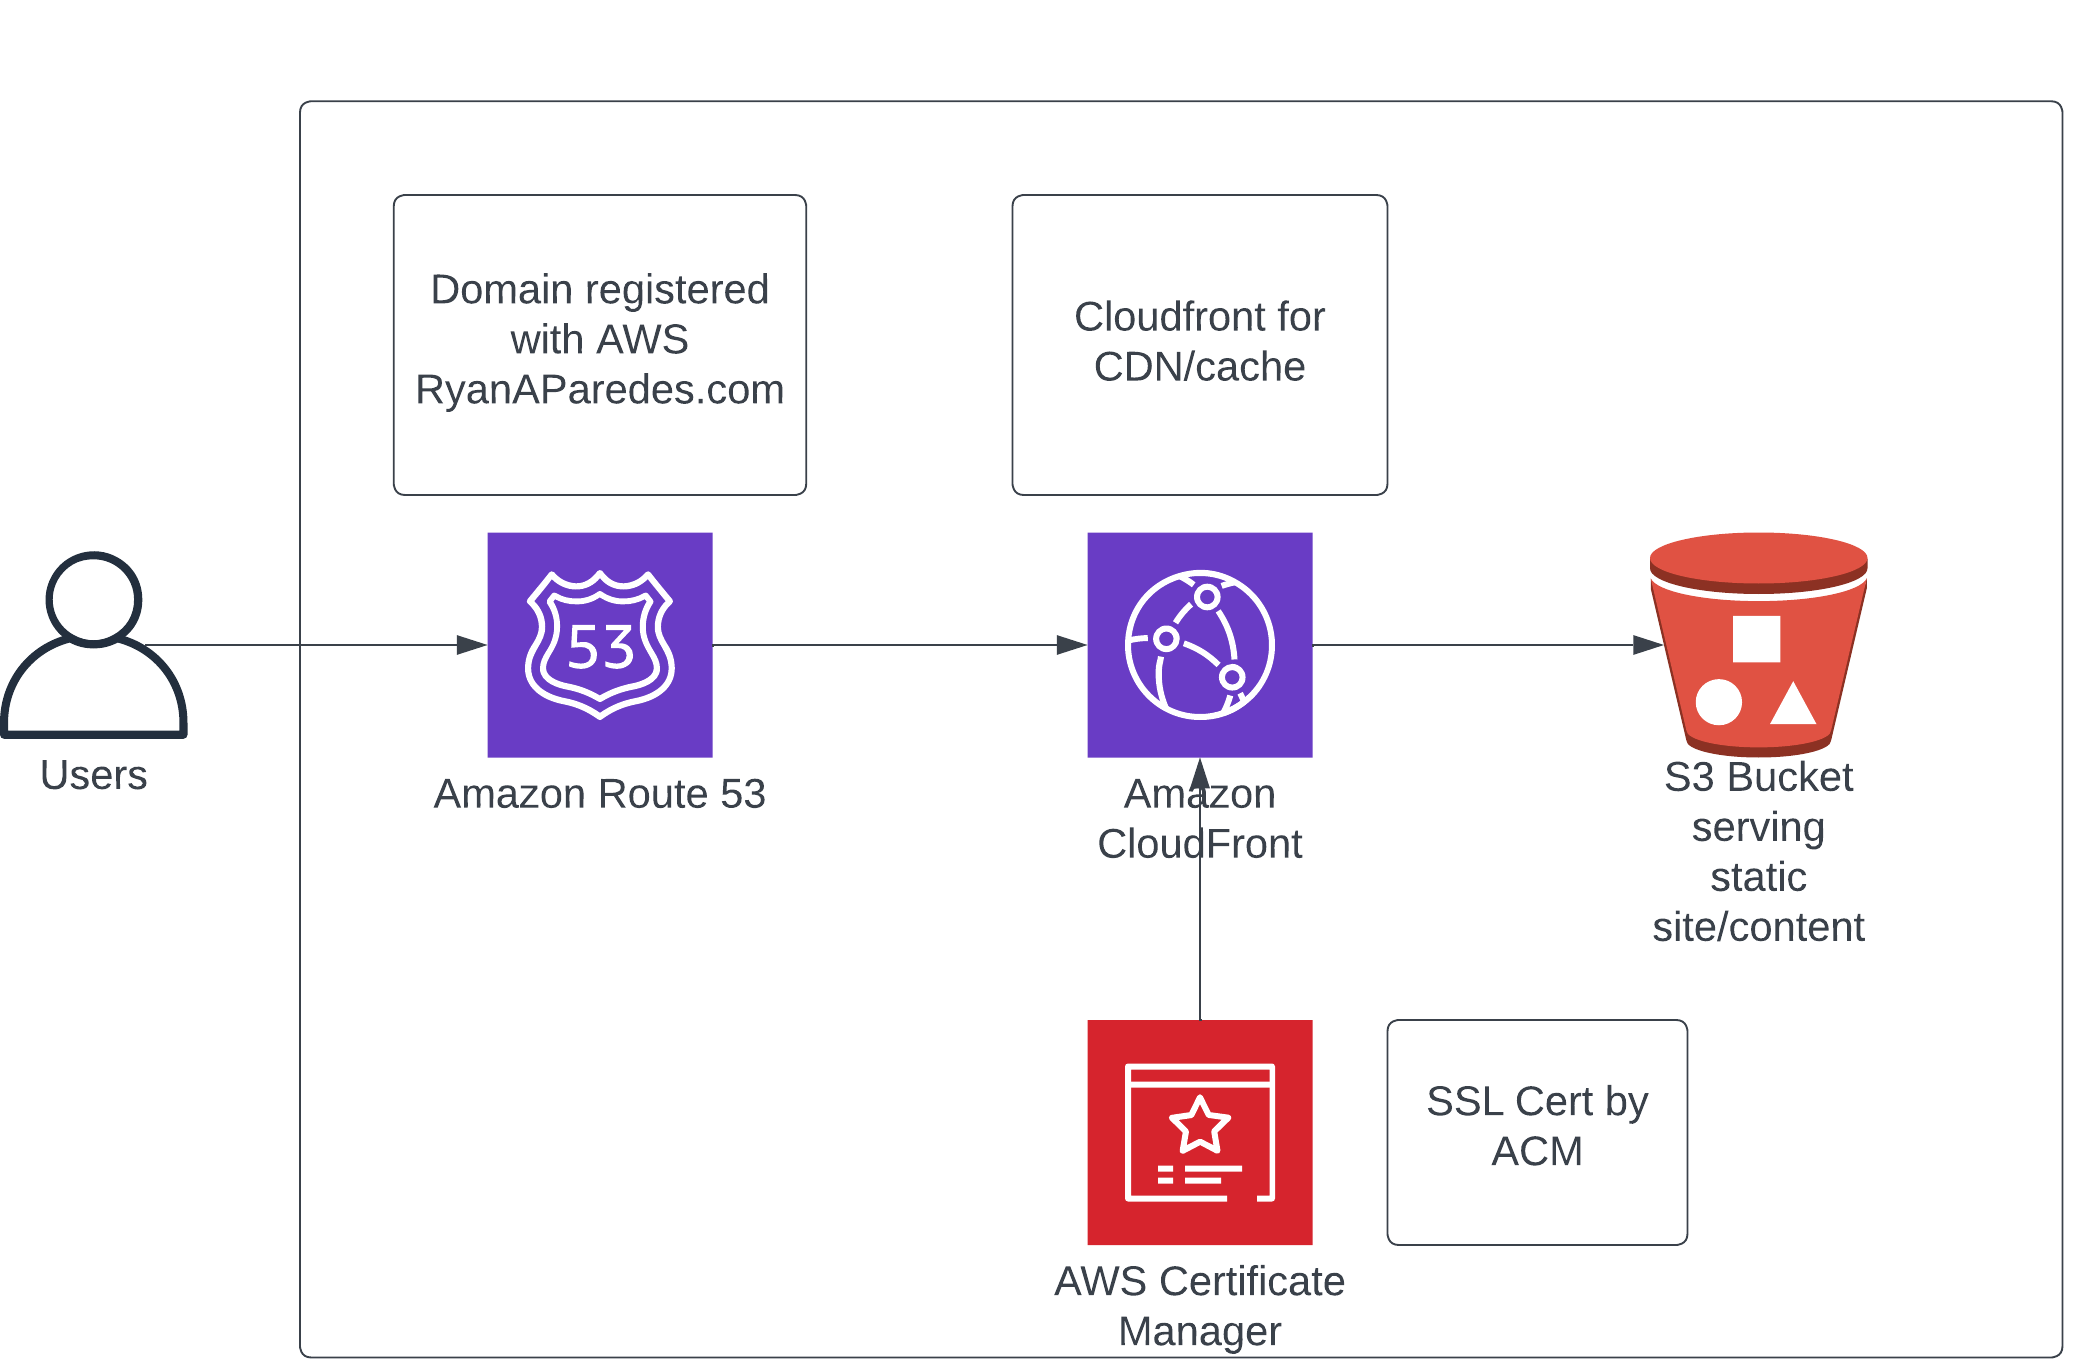 Domain registered
with AWS
RyanAParedes.com
Cloudfront for
CDN/cache
53
Users
Amazon Route 53
Amazon
CloudFront
S3 Bucket
serving
static
site/content
SSL Cert by
ACM
AWS Certificate
Manager